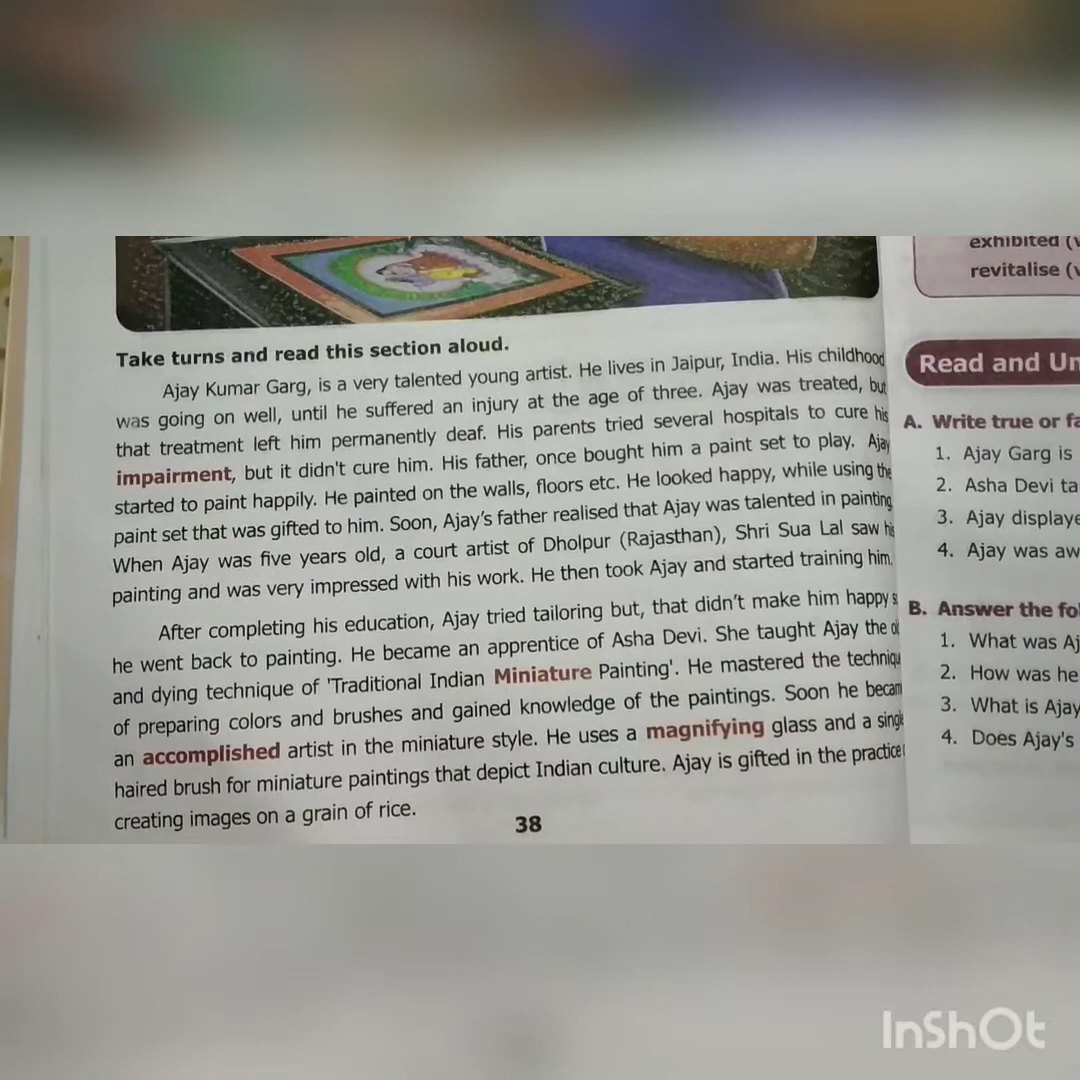 Take turns and read this section aloud.
Ajay Kumar Garg, is a very talented young artist. He lives in Jaipur, India. His childhood
was going on well, until he suffered an injury at the age of three. Ajay was treated, but
that treatment left him permanently deaf. His parents tried several hospitals to cure his
impairment, but it didn't cure him. His father, once bought him a paint set to play. Ajay
started to paint happily. He painted on the walls, floors etc. He looked happy, while using the
paint set that was gifted to him. Soon, Ajay's father realised that Ajay was talented in painting
When Ajay was five years old, a court artist of Dholpur (Rajasthan), Shri Sua Lal saw his
painting and was very impressed with his work. He then took Ajay and started training him.
After completing his education, Ajay tried tailoring but, that didn't make him happy
he went back to painting. He became an apprentice of Asha Devi. She taught Ajay the
and dying technique of 'Traditional Indian Miniature Painting'. He mastered the
of preparing colors and brushes and gained knowledge of the paintings. Soon he
an accomplished artist in the miniature style. He uses a magnifying glass and a
haired brush for miniature paintings that depict Indian culture. Ajay is gifted in the practice
creating images on a grain of rice.
38
exhibited
revitalise
Read and
A. Write true or
1. Ajay Garg is
2. Asha Devi
3. Ajay
4. Ajay was
B. Answer the
1. What was
2. How was he
3. What is Ajay
4. Does Ajay's
InShOt